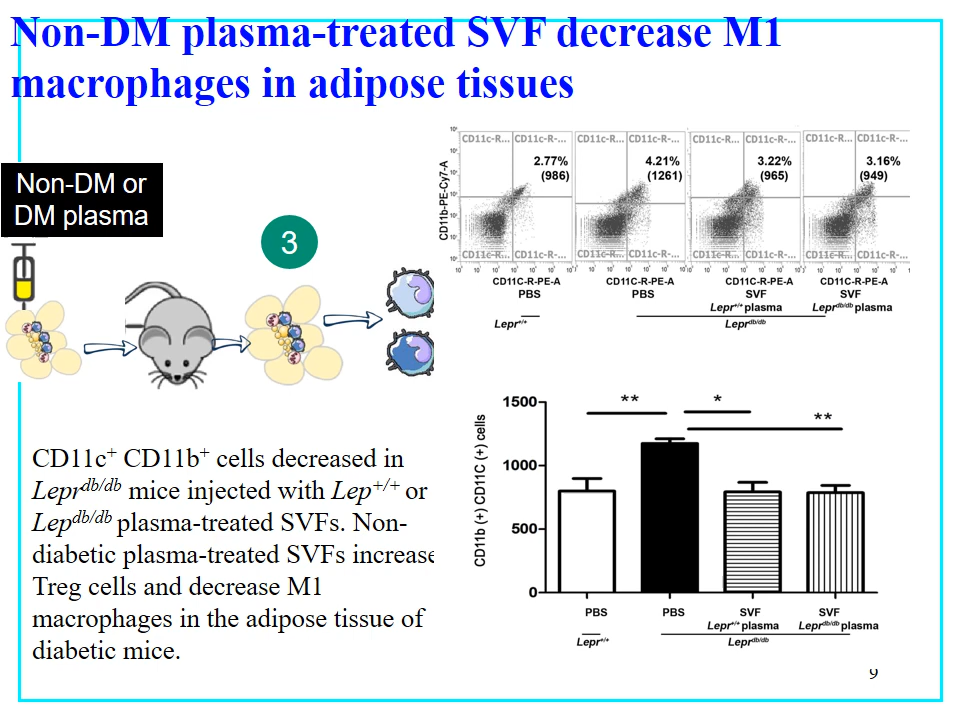 Non-DM plasma-treated SVF decrease M1
macrophages in adipose tissues
Non-DM or
DM plasma
3
CD11c+ CD11b+ cells decreased in
Leprdb/db mice injected with Lep+/+ or
Lepdb/db plasma-treated SVFs. Non-
diabetic plasma-treated SVFs increase
Treg cells and decrease M1
macrophages in the adipose tissue of
diabetic mice.
CD11b-PE-Cy7-A
CD11c-R... CD11c-R-... CD11c-R... CD11c-R-... CD11c-R... CD11c-R-... CD11c-R... CD11c-R-...
2.77% 4.21% 3.22% 3.16%
(986) (1261) (965) (949)
CD11C-R-PE-A CD11C-R-PE-A CD11C-R-PE-A CD11C-R-PE-A
PBS PBS SVF SVF
Lepr+/+ plasma Leprdb/db plasma
Lepr+/+ Leprdb/db
CD11b (+) CD11C (+) cells
1500
1000
500
0
** * **
PBS PBS SVF SVF
Lepr+/+ plasma Leprdb/db plasma
Lepr+/+ Leprdb/db
9